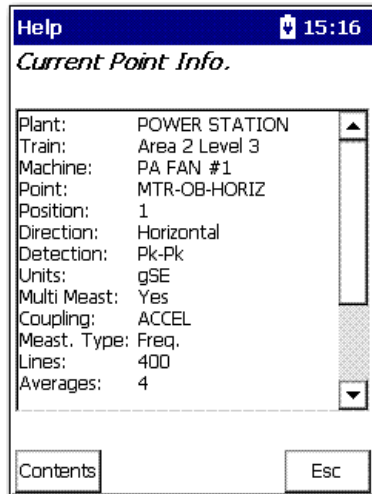 Help 15:16
Current Point Info.
Plant: POWER STATION
Train: Area 2 Level 3
Machine: PA FAN #1
Point: MTR-OB-HORIZ
Position: 1
Direction: Horizontal
Detection: Pk-Pk
Units: gSE
Multi Meast: Yes
Coupling: ACCEL
Meast. Type: Freq.
Lines: 400
Averages: 4
Contents Esc